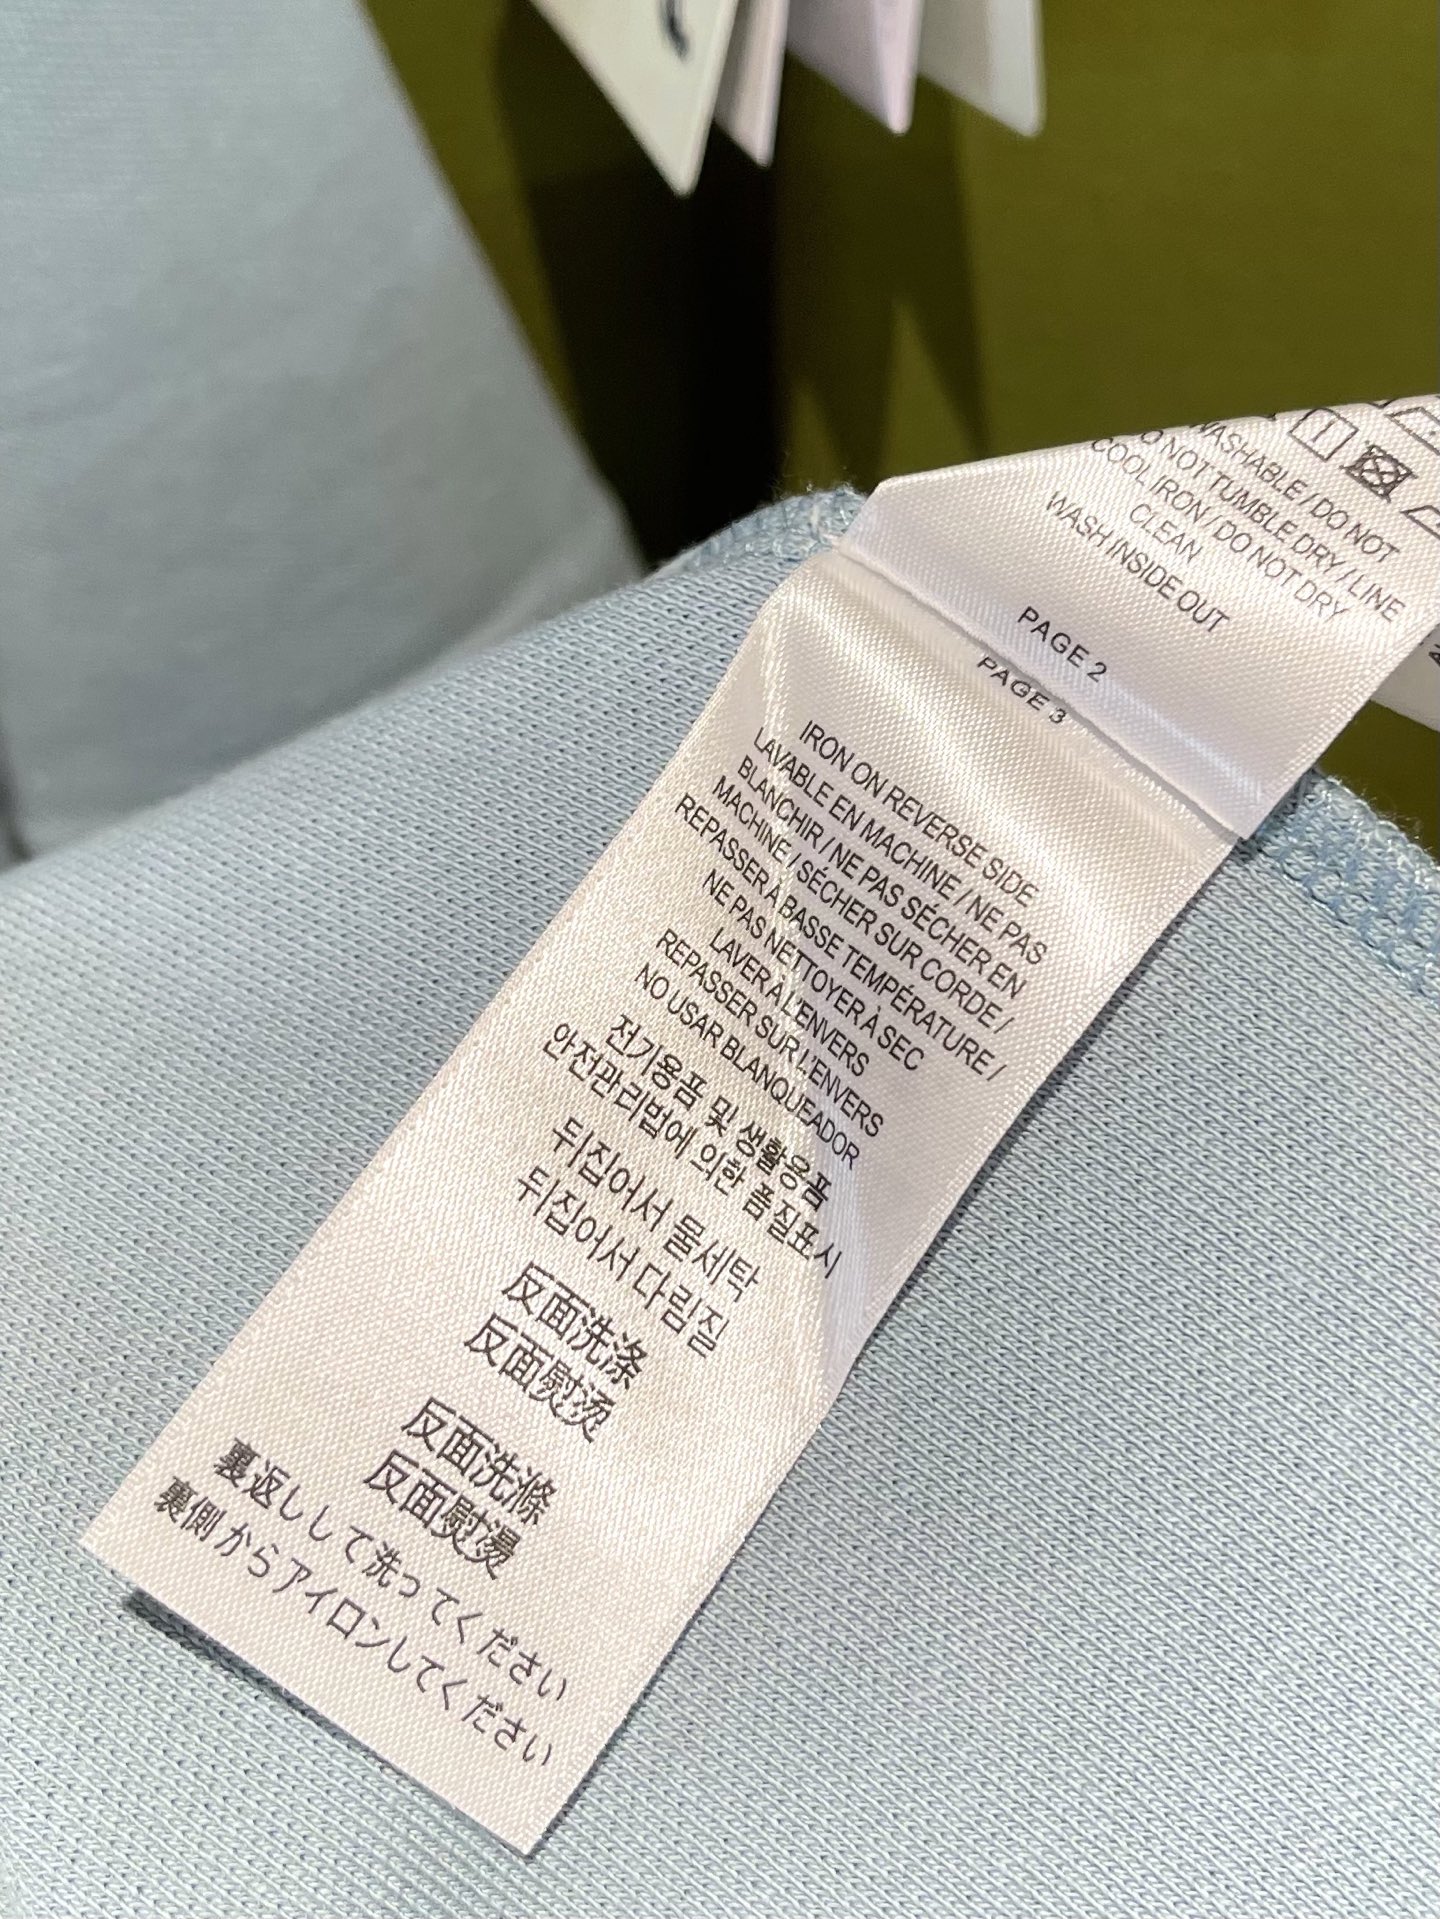 WASHABLE / DO NOT
DO NOT TUMBLE DRY / LINE
COOL IRON / DO NOT DRY
CLEAN
WASH INSIDE OUT
PAGE 2
PAGE 3
IRON ON REVERSE SIDE
LAVABLE EN MACHINE / NE PAS
BLANCHIR / NE PAS SÉCHER EN
MACHINE / SÉCHER SUR CORDE /
REPASSER À BASSE TEMPÉRATURE /
NE PAS NETTOYER À SEC
LAVER À L'ENVERS
REPASSER SUR L'ENVERS
NO USAR BLANQUEADOR
전기용품 및 생활용품
안전관리법에 의한 품질표시
뒤집어서 물세탁
뒤집어서 다림질
反面洗涤
反面熨烫
反面洗滌
反面熨燙
裏返しして洗ってください
裏側からアイロンしてください